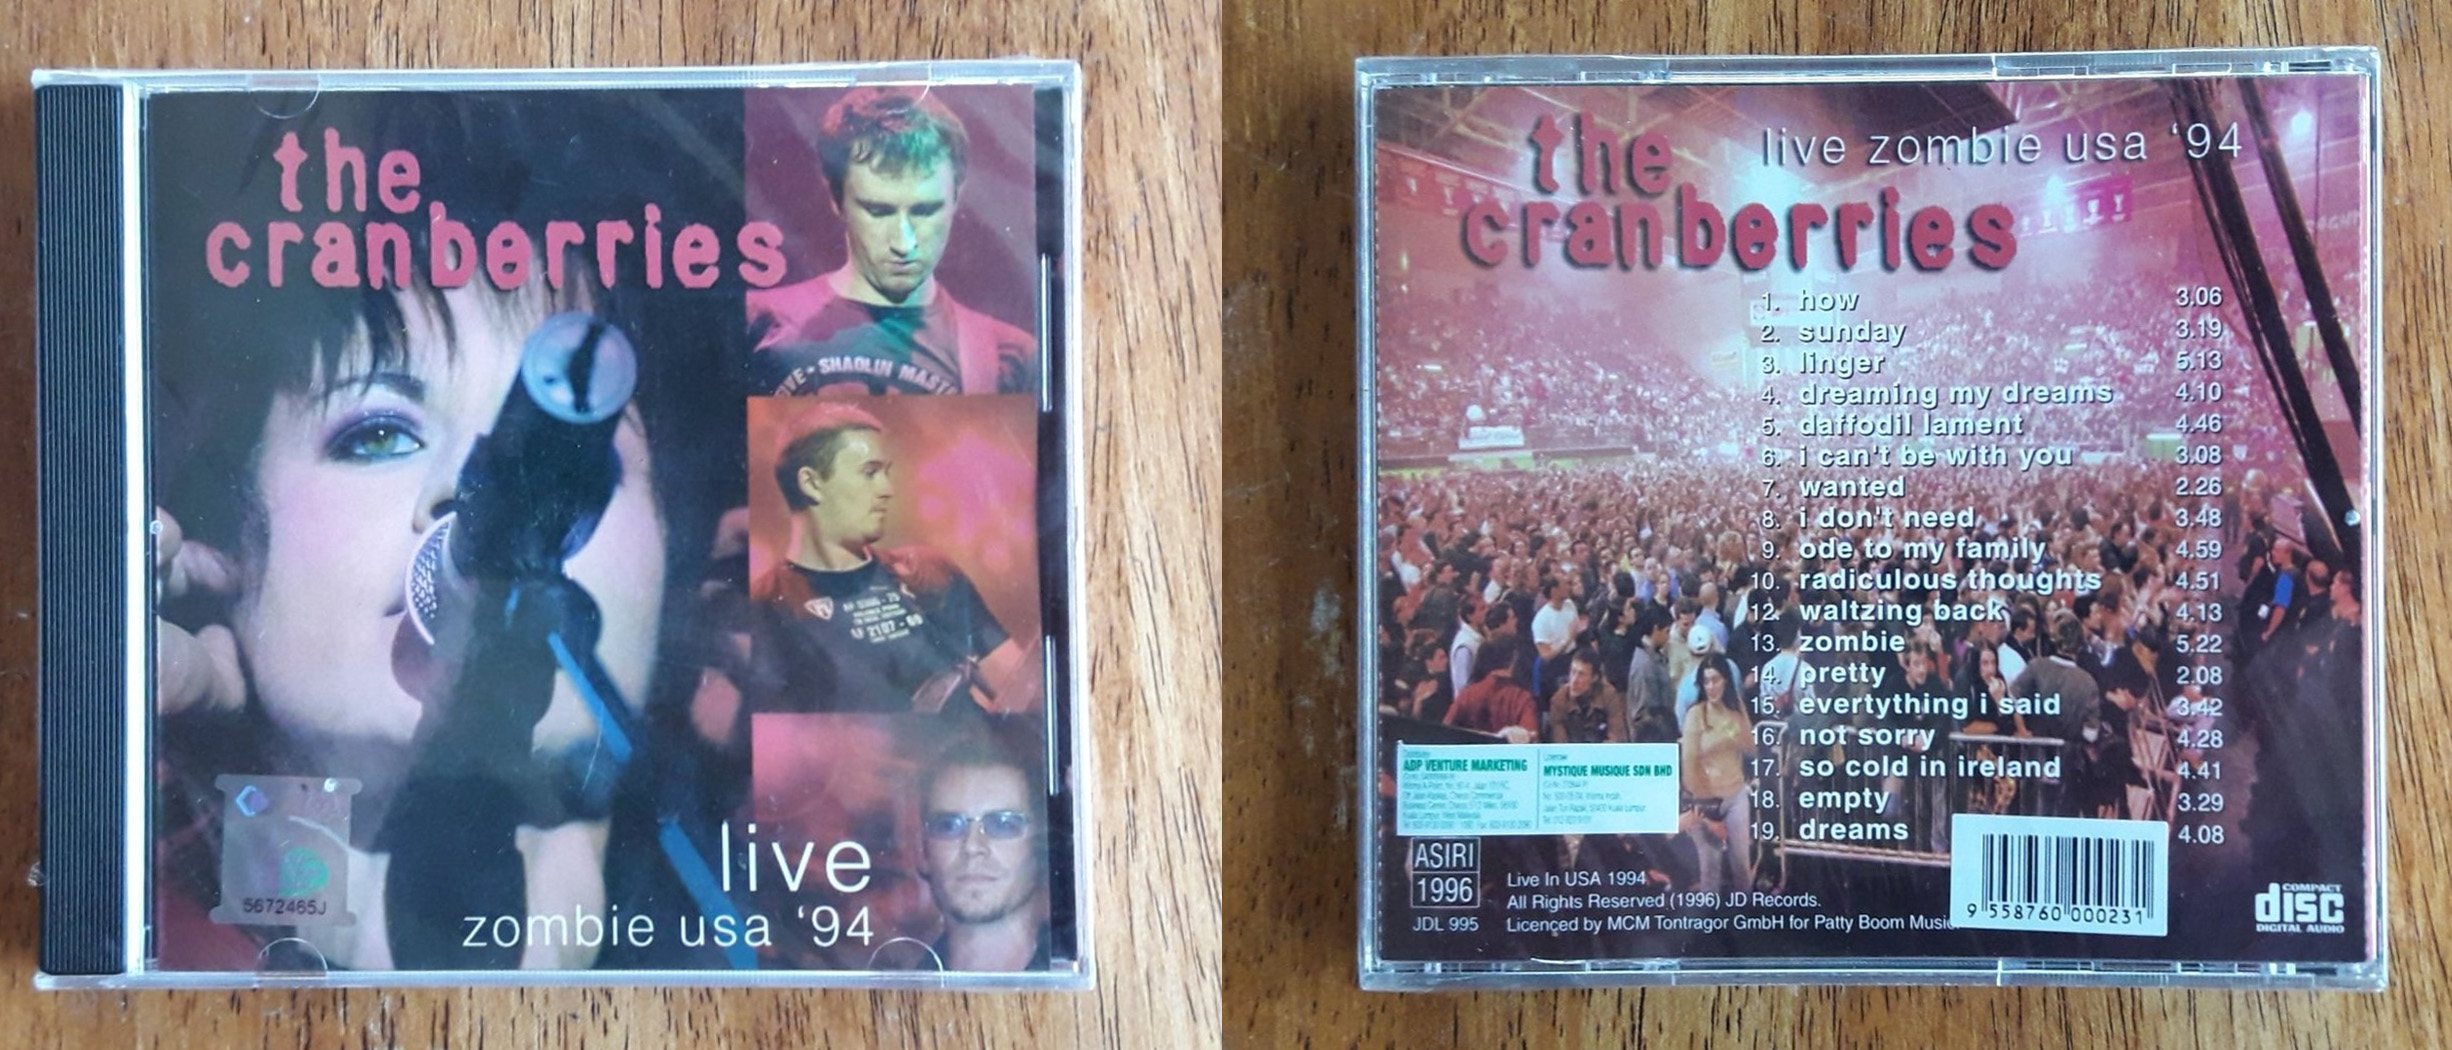 the
cranberries
IVE - SHAOLIN MAST
2107 - 69
live
zombie usa '94
5672465J
the
cranberries
live zombie usa '94
1. how 3.06
2. sunday 3.19
3. linger 5.13
4. dreaming my dreams 4.10
5. daffodil lament 4.46
6. i can't be with you 3.08
7. wanted 2.26
8. i don't need 3.48
9. ode to my family 4.59
10. radiculous thoughts 4.51
12. waltzing back 4.13
13. zombie 5.22
14. pretty 2.08
15. evertything i said 3.42
16. not sorry 4.28
17. so cold in ireland 4.41
18. empty 3.29
19. dreams 4.08
ADP VENTURE MARKETING
MYSTIQUE MUSIQUE SDN BHD
ASIRI
1996
JDL 995
Live In USA 1994
All Rights Reserved (1996) JD Records.
Licenced by MCM Tontragor GmbH for Patty Boom Music
9 558760 000231
COMPACT
disc
DIGITAL AUDIO